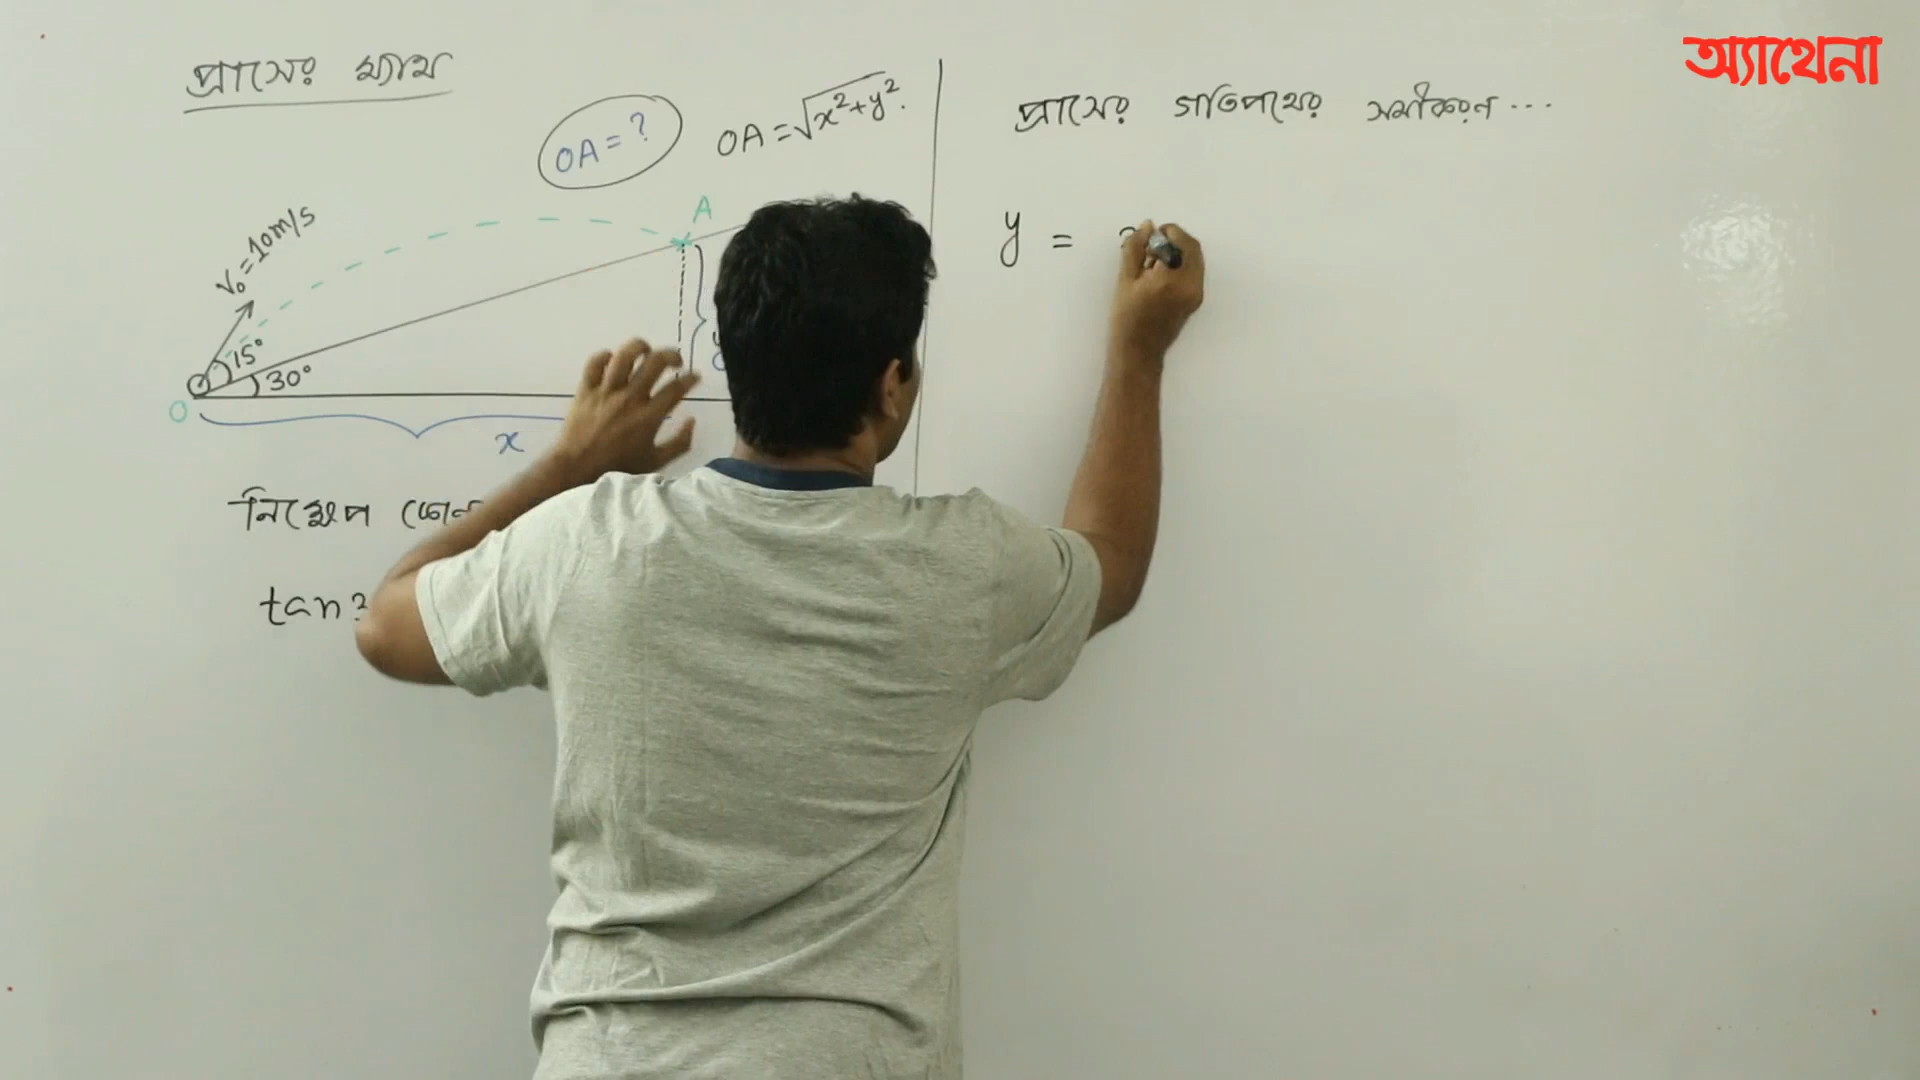 অ্যাথেনা
প্রাসের ম্যাথ
OA = ?
OA = √x²+y².
V₀ = 10m/s
A
15°
30°
O
x
নিক্ষেপ
tan
প্রাসের গতিপথের সমীকরণ ...
y =